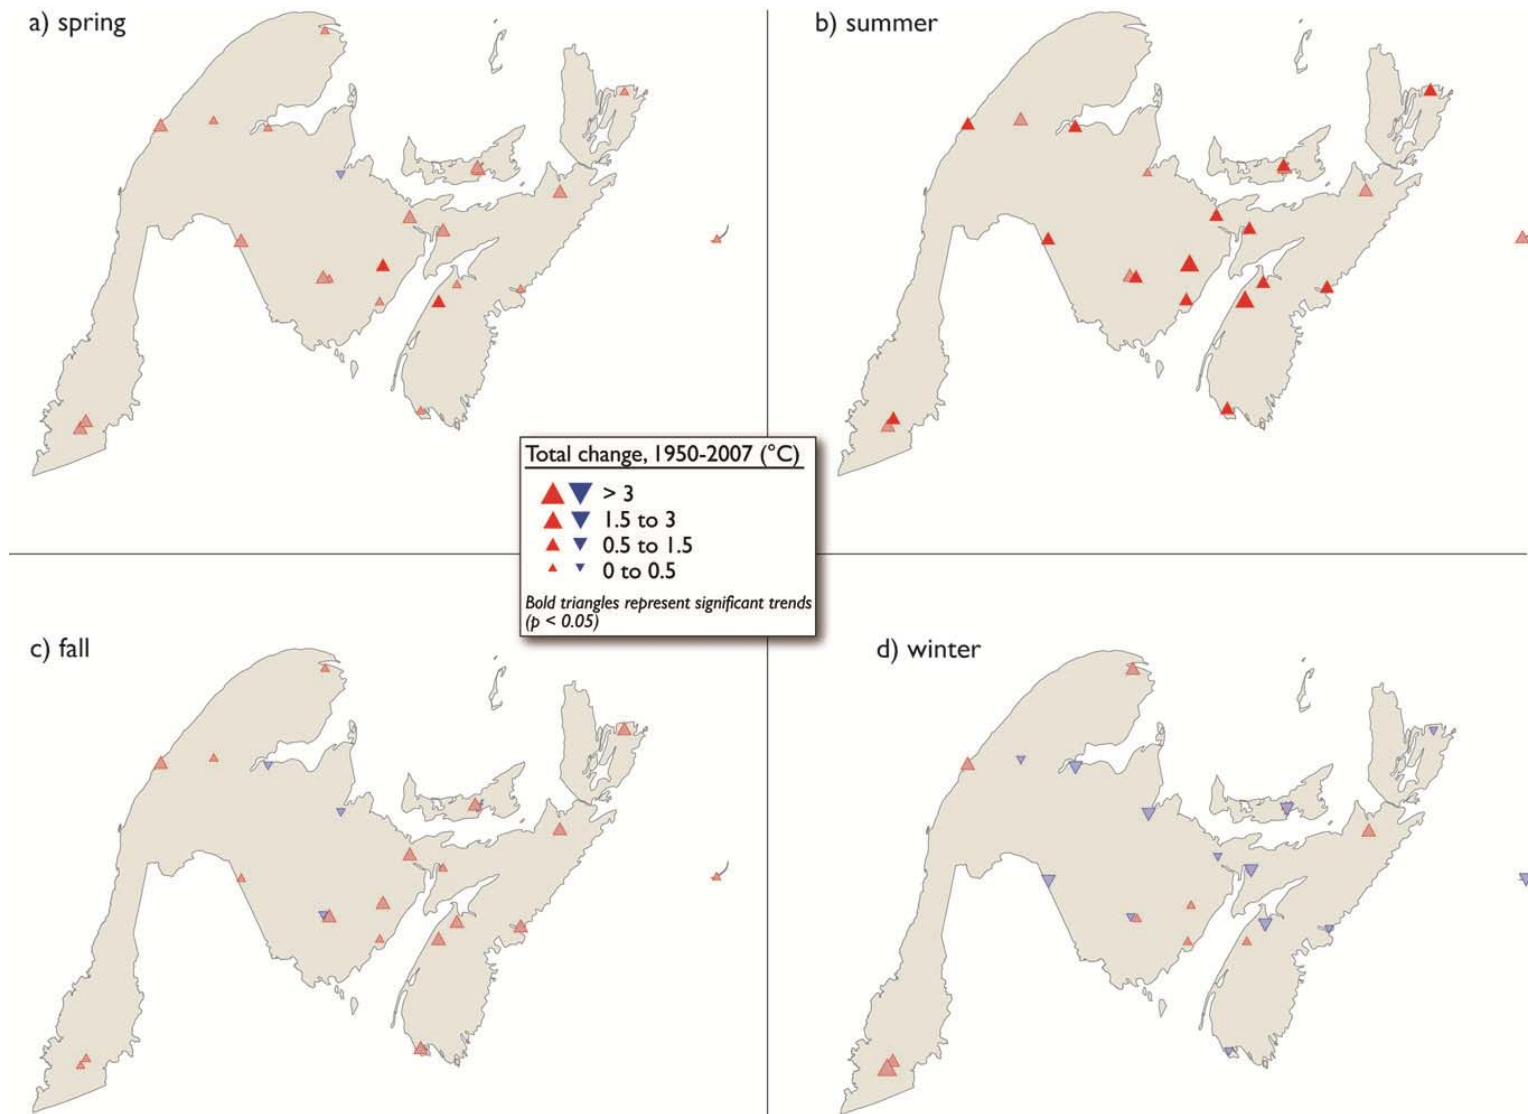 a) spring
b) summer
Total change, 1950-2007 (°C)
> 3
1.5 to 3
0.5 to 1.5
0 to 0.5
Bold triangles represent significant trends
(p < 0.05)
c) fall
d) winter